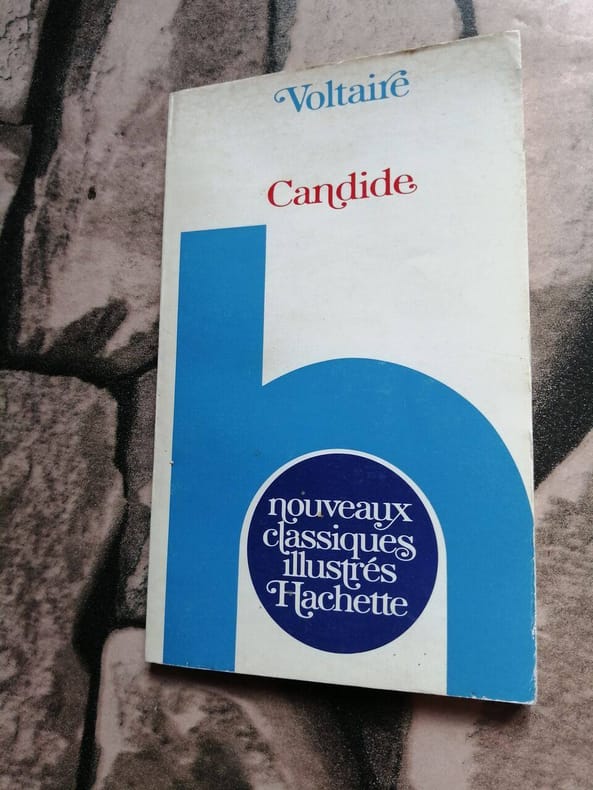 Voltaire
Candide
nouveaux
classiques
illustrés
Hachette